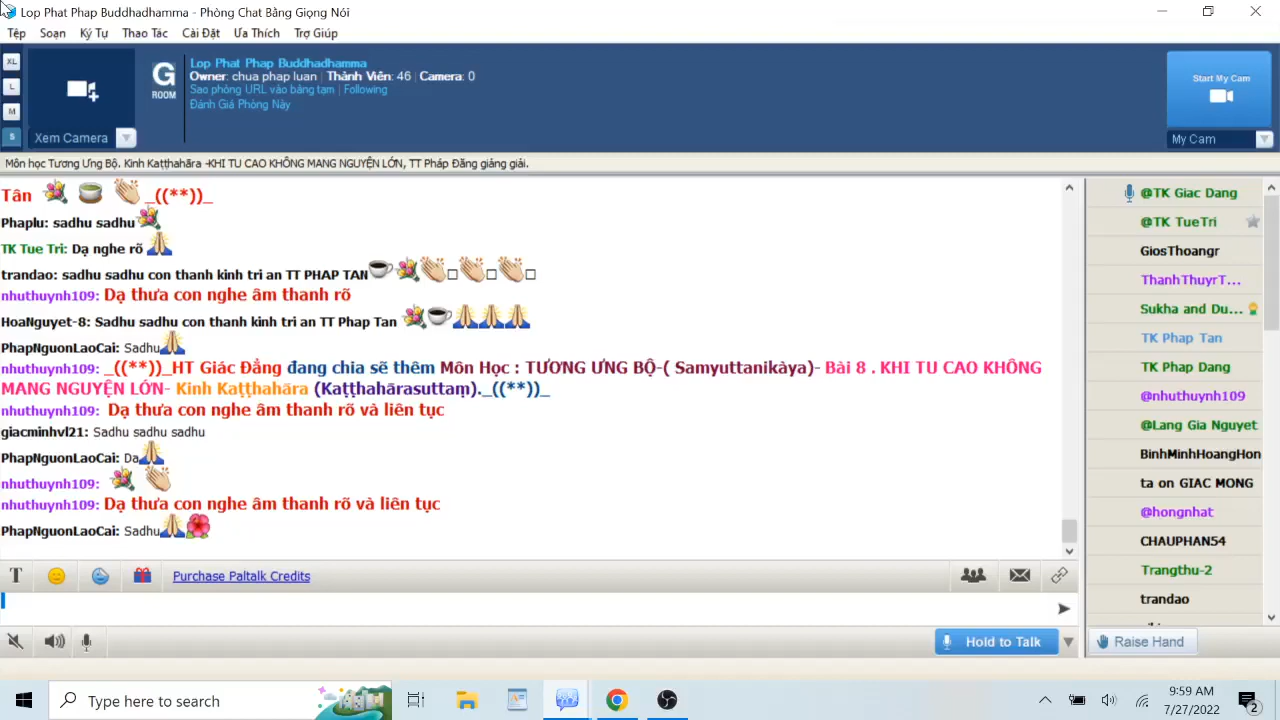 Lop Phat Phap Buddhadhamma - Phòng Chat Bằng Giọng Nói
Tệp Soạn Ký Tự Thao Tác Cài Đặt Ưa Thích Trợ Giúp
XL
L
M
S
Xem Camera
G
ROOM
Lop Phat Phap Buddhadhamma
Owner: chua phap luan | Thành Viên: 46 | Camera: 0
Sao phòng URL vào bảng tạm | Following
Đánh Giá Phòng Này
Start My Cam
My Cam
Môn học Tương Ưng Bộ. Kinh Kaṭṭhahāra -KHI TU CAO KHÔNG MANG NGUYỆN LỚN, TT Pháp Đăng giảng giải.
Tân _((**))_
Phaplu: sadhu sadhu
TK Tue Tri: Dạ nghe rõ
trandao: sadhu sadhu con thanh kinh tri an TT PHAP TAN
nhuthuynh109: Dạ thưa con nghe âm thanh rõ
HoaNguyet-8: Sadhu sadhu con thanh kinh tri an TT Phap Tan
PhapNguonLaoCai: Sadhu
nhuthuynh109: _((**))_HT Giác Đẳng đang chia sẽ thêm Môn Học : TƯƠNG ƯNG BỘ-( Samyuttanikàya)- Bài 8 . KHI TU CAO KHÔNG
MANG NGUYỆN LỚN- Kinh Kaṭṭhahāra (Kaṭṭhahārasuttaṃ)._((**))_
nhuthuynh109: Dạ thưa con nghe âm thanh rõ và liên tục
giacminhvl21: Sadhu sadhu sadhu
PhapNguonLaoCai: Da
nhuthuynh109:
nhuthuynh109: Dạ thưa con nghe âm thanh rõ và liên tục
PhapNguonLaoCai: Sadhu
@TK Giac Dang
@TK TueTri
GiosThoangr
ThanhThuyrT...
Sukha and Du...
TK Phap Tan
TK Phap Dang
@nhuthuynh109
@Lang Gia Nguyet
BinhMinhHoangHon
ta on GIAC MONG
@hongnhat
CHAUPHAN54
Trangthu-2
trandao
T Purchase Paltalk Credits
Hold to Talk
Raise Hand
Type here to search
9:59 AM
7/27/2022
2